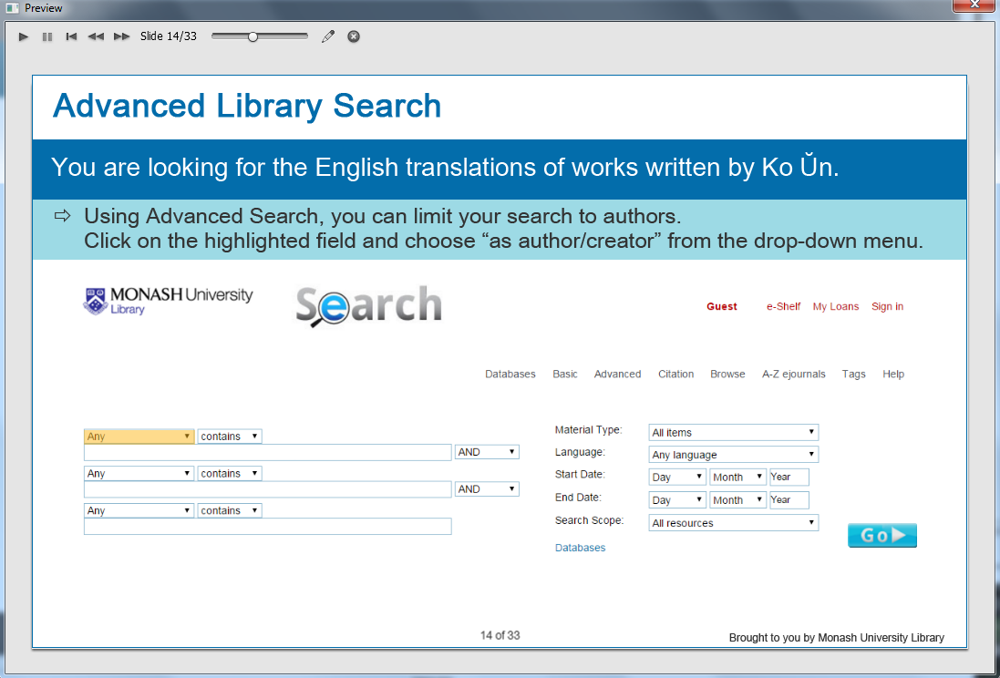 Preview
Slide 14/33
Advanced Library Search
You are looking for the English translations of works written by Ko Ŭn.
⇨ Using Advanced Search, you can limit your search to authors.
Click on the highlighted field and choose “as author/creator” from the drop-down menu.
MONASH University
Library
Search
Guest e-Shelf My Loans Sign in
Databases Basic Advanced Citation Browse A-Z ejournals Tags Help
Any contains
AND
Any contains
AND
Any contains
Material Type: All items
Language: Any language
Start Date: Day Month Year
End Date: Day Month Year
Search Scope: All resources
Databases
Go
14 of 33
Brought to you by Monash University Library